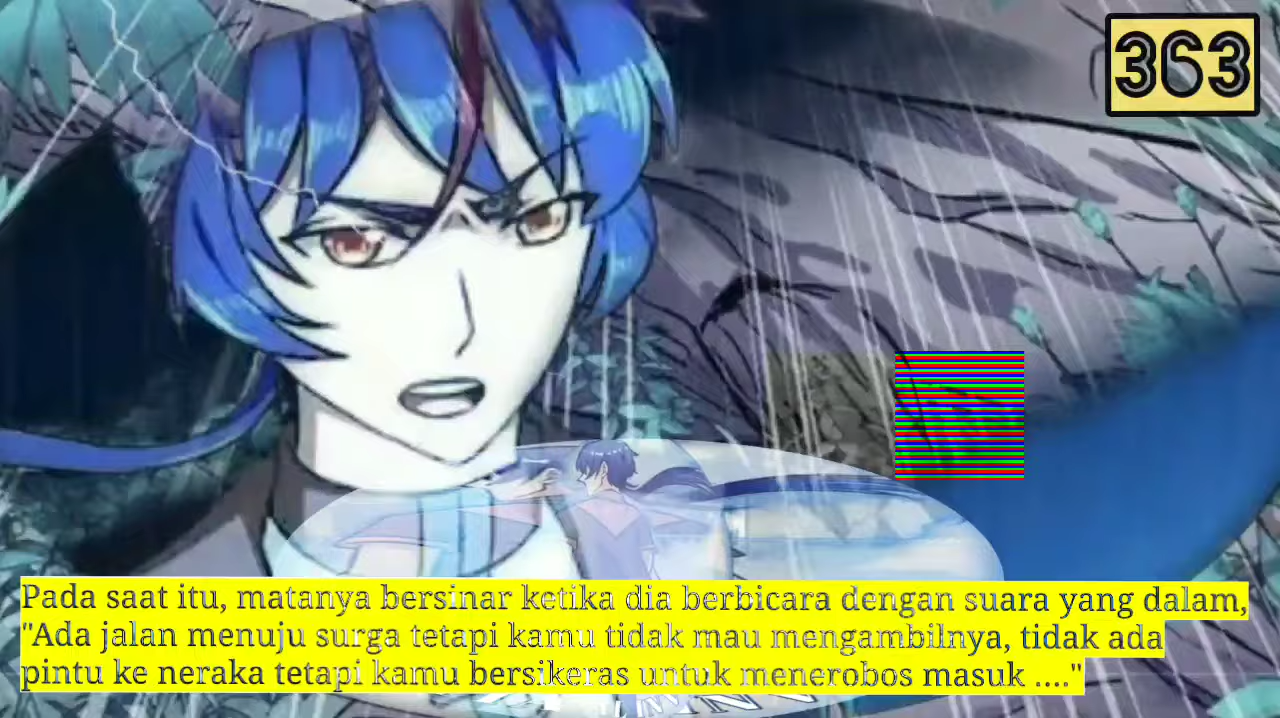 363
Pada saat itu, matanya bersinar ketika dia berbicara dengan suara yang dalam,
"Ada jalan menuju surga tetapi kamu tidak mau mengambilnya, tidak ada
pintu ke neraka tetapi kamu bersikeras untuk menerobos masuk ...."